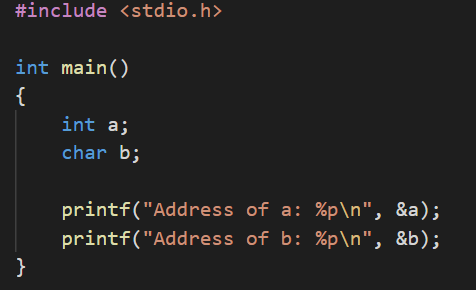 #include <stdio.h>
int main()
{
    int a;
    char b;
    printf("Address of a: %p\n", &a);
    printf("Address of b: %p\n", &b);
}